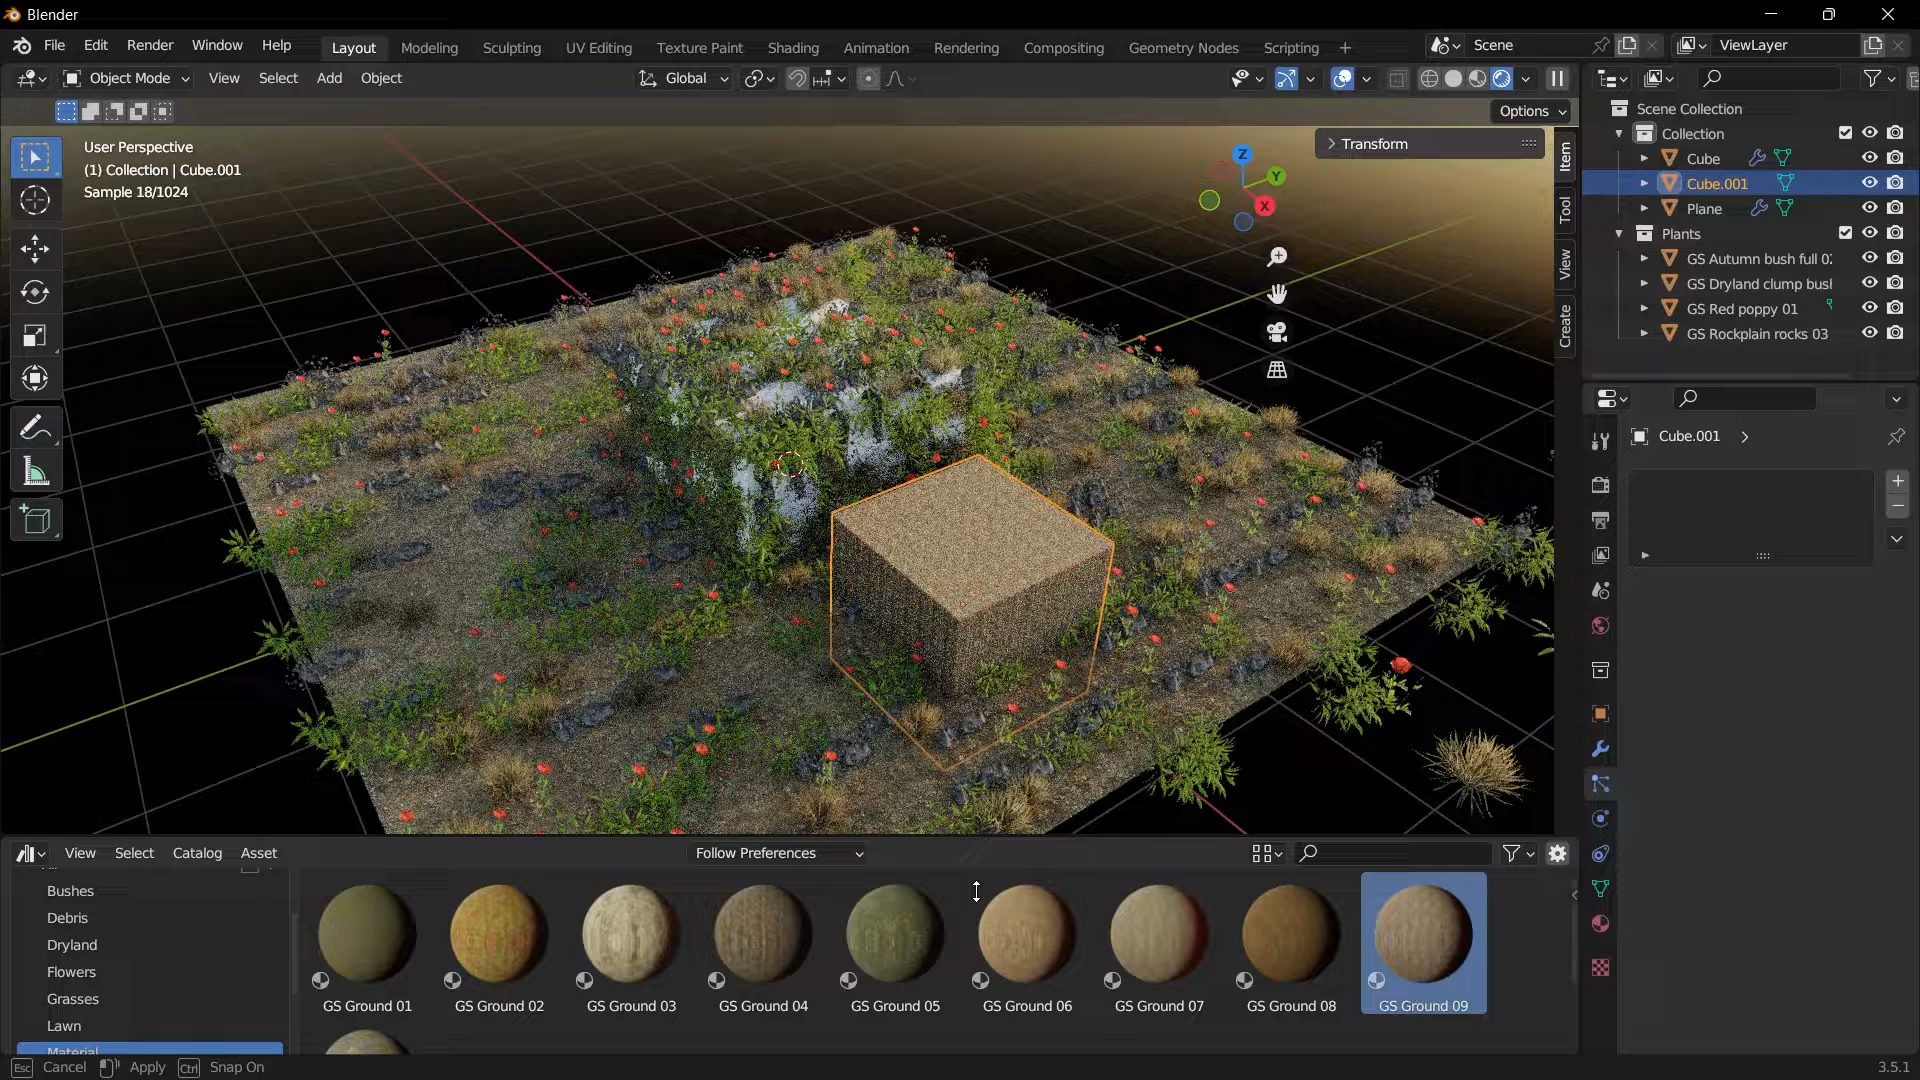 Blender
File Edit Render Window Help Layout Modeling Sculpting UV Editing Texture Paint Shading Animation Rendering Compositing Geometry Nodes Scripting + Scene ViewLayer
Object Mode View Select Add Object Global
Options
User Perspective
(1) Collection | Cube.001
Sample 18/1024
Transform
Z
Y
X
Item
Tool
View
Create
Scene Collection
Collection
Cube
Cube.001
Plane
Plants
GS Autumn bush full 0
GS Dryland clump bus
GS Red poppy 01
GS Rockplain rocks 03
Cube.001
View Select Catalog Asset Follow Preferences
Bushes
Debris
Dryland
Flowers
Grasses
Lawn
Material
GS Ground 01 GS Ground 02 GS Ground 03 GS Ground 04 GS Ground 05 GS Ground 06 GS Ground 07 GS Ground 08 GS Ground 09
Esc Cancel Apply Ctrl Snap On 3.5.1